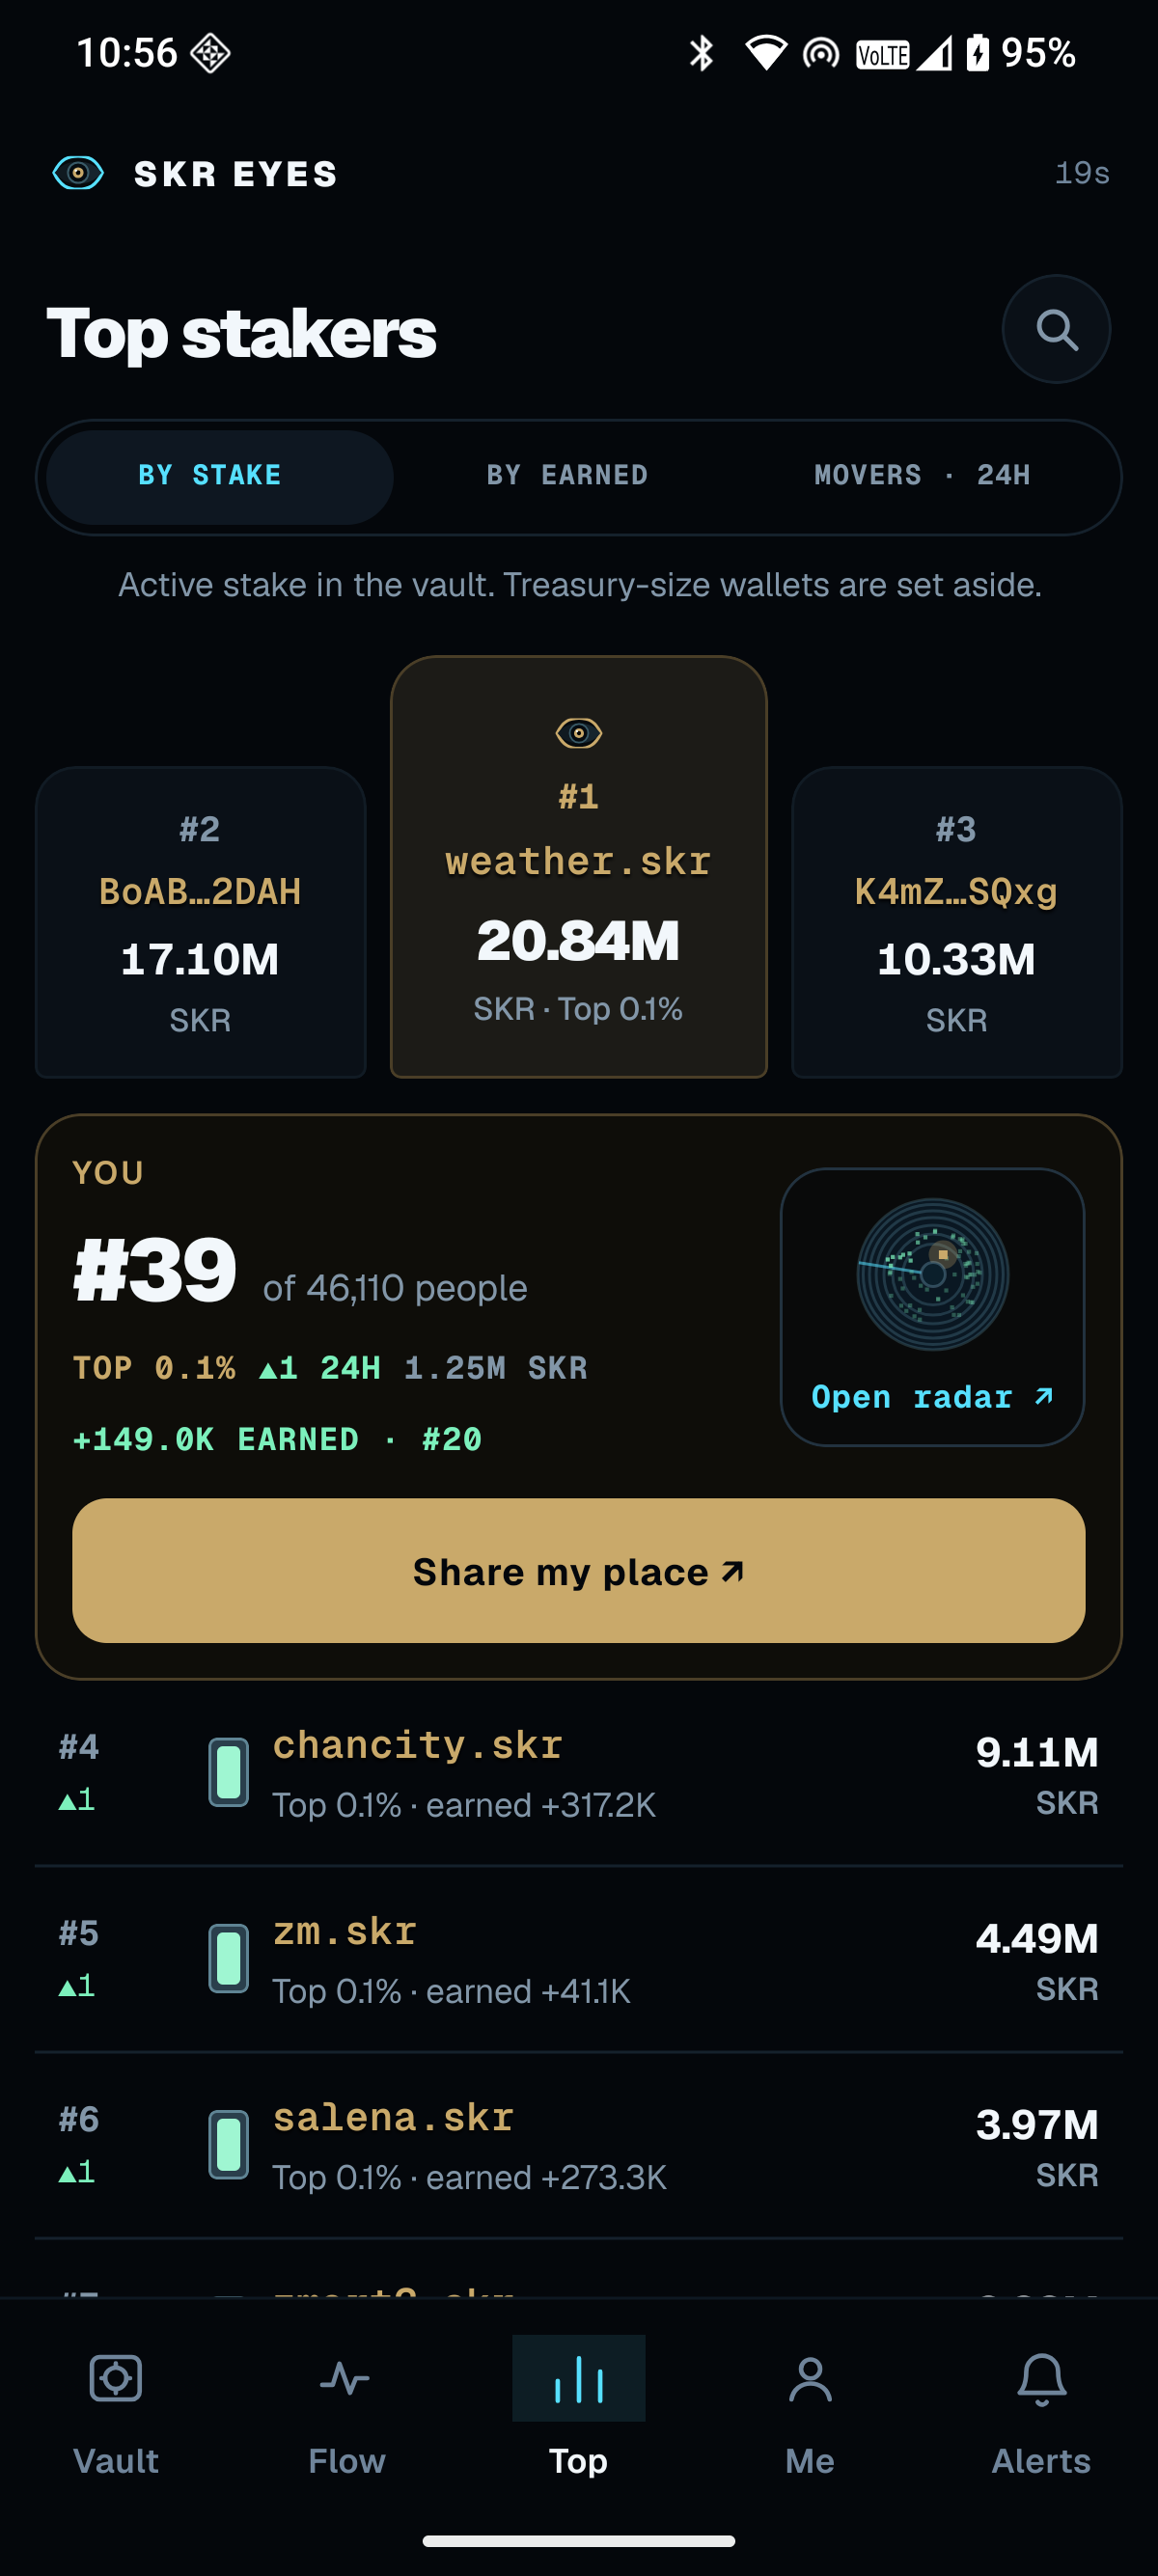 10:56
VoLTE 95%
SKR EYES
19s
Top stakers
BY STAKE
BY EARNED
MOVERS · 24H
Active stake in the vault. Treasury-size wallets are set aside.
#2
BoAB…2DAH
17.10M
SKR
#1
weather.skr
20.84M
SKR · Top 0.1%
#3
K4mZ…SQxg
10.33M
SKR
YOU
#39 of 46,110 people
TOP 0.1% ▲1 24H 1.25M SKR
+149.0K EARNED · #20
Open radar ↗
Share my place ↗
#4
▲1
chancity.skr
Top 0.1% · earned +317.2K
9.11M
SKR
#5
▲1
zm.skr
Top 0.1% · earned +41.1K
4.49M
SKR
#6
▲1
salena.skr
Top 0.1% · earned +273.3K
3.97M
SKR
Vault
Flow
Top
Me
Alerts